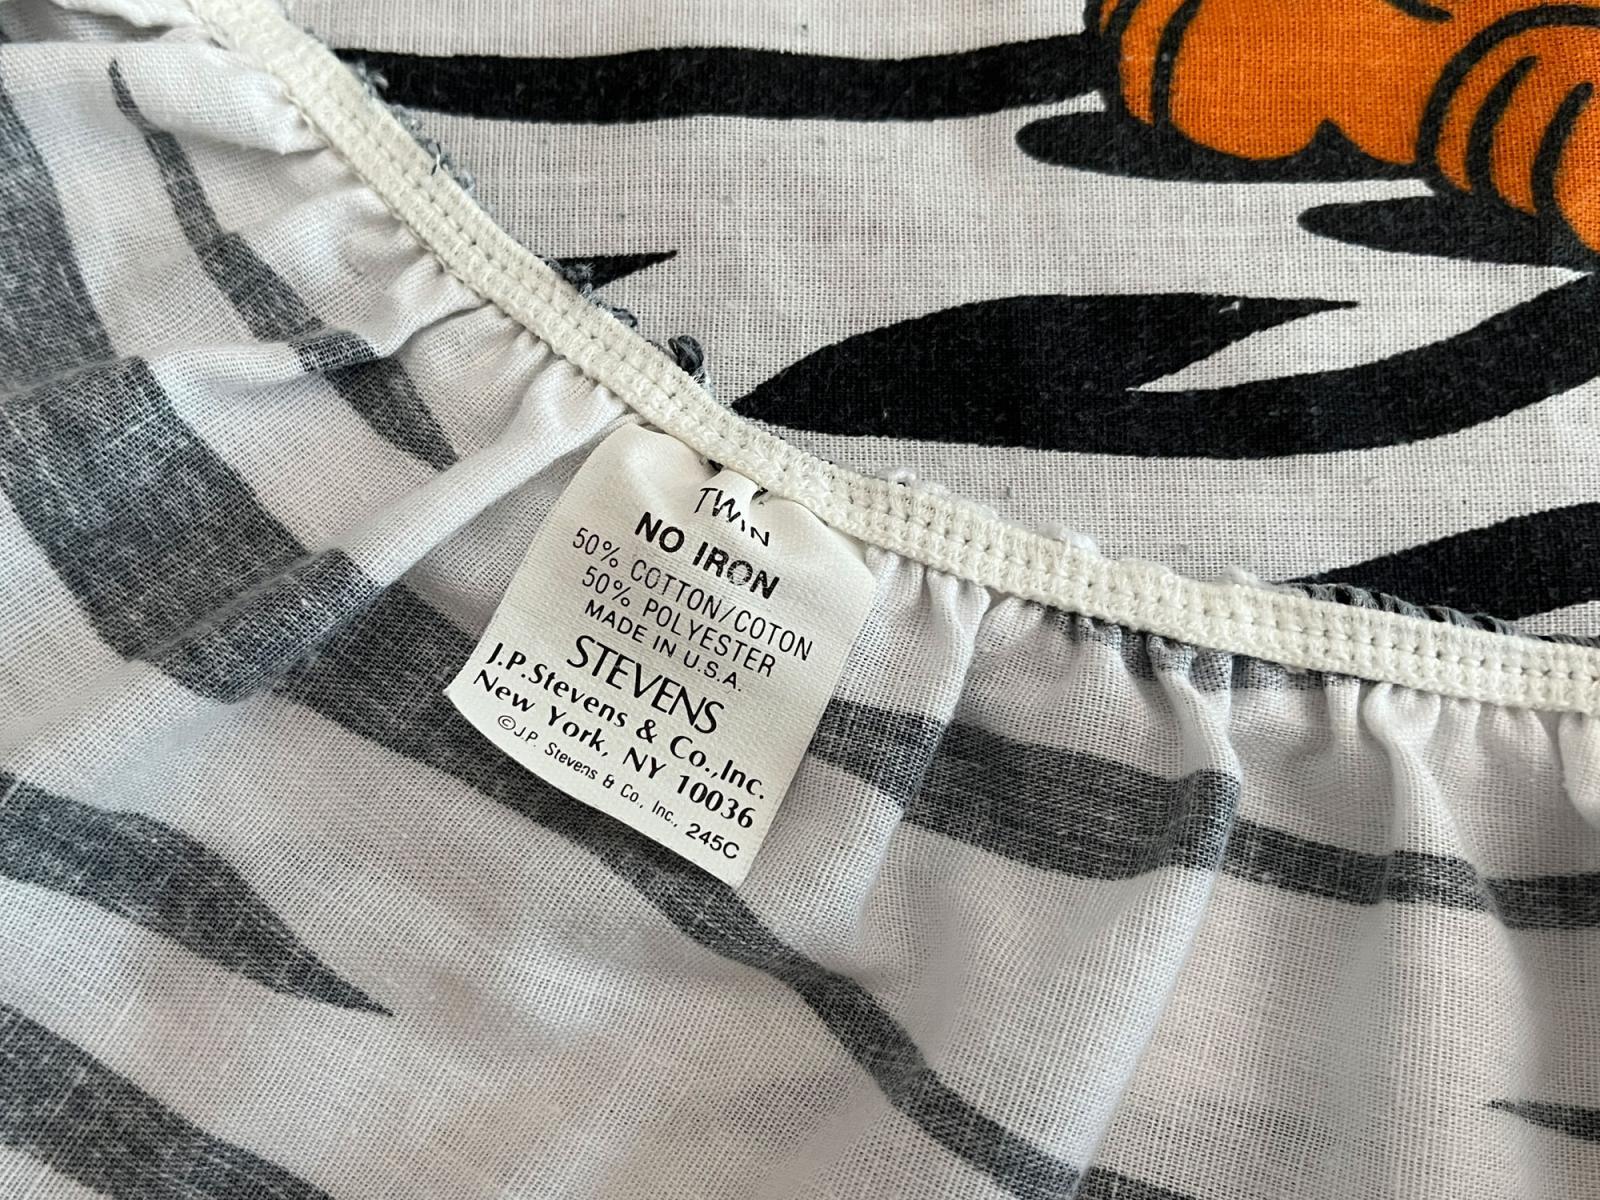 TWIN
NO IRON
50% COTTON/COTON
50% POLYESTER
MADE IN U.S.A.
STEVENS
J.P.Stevens & Co.,Inc.
New York, NY 10036
©J.P. Stevens & Co., Inc., 245C